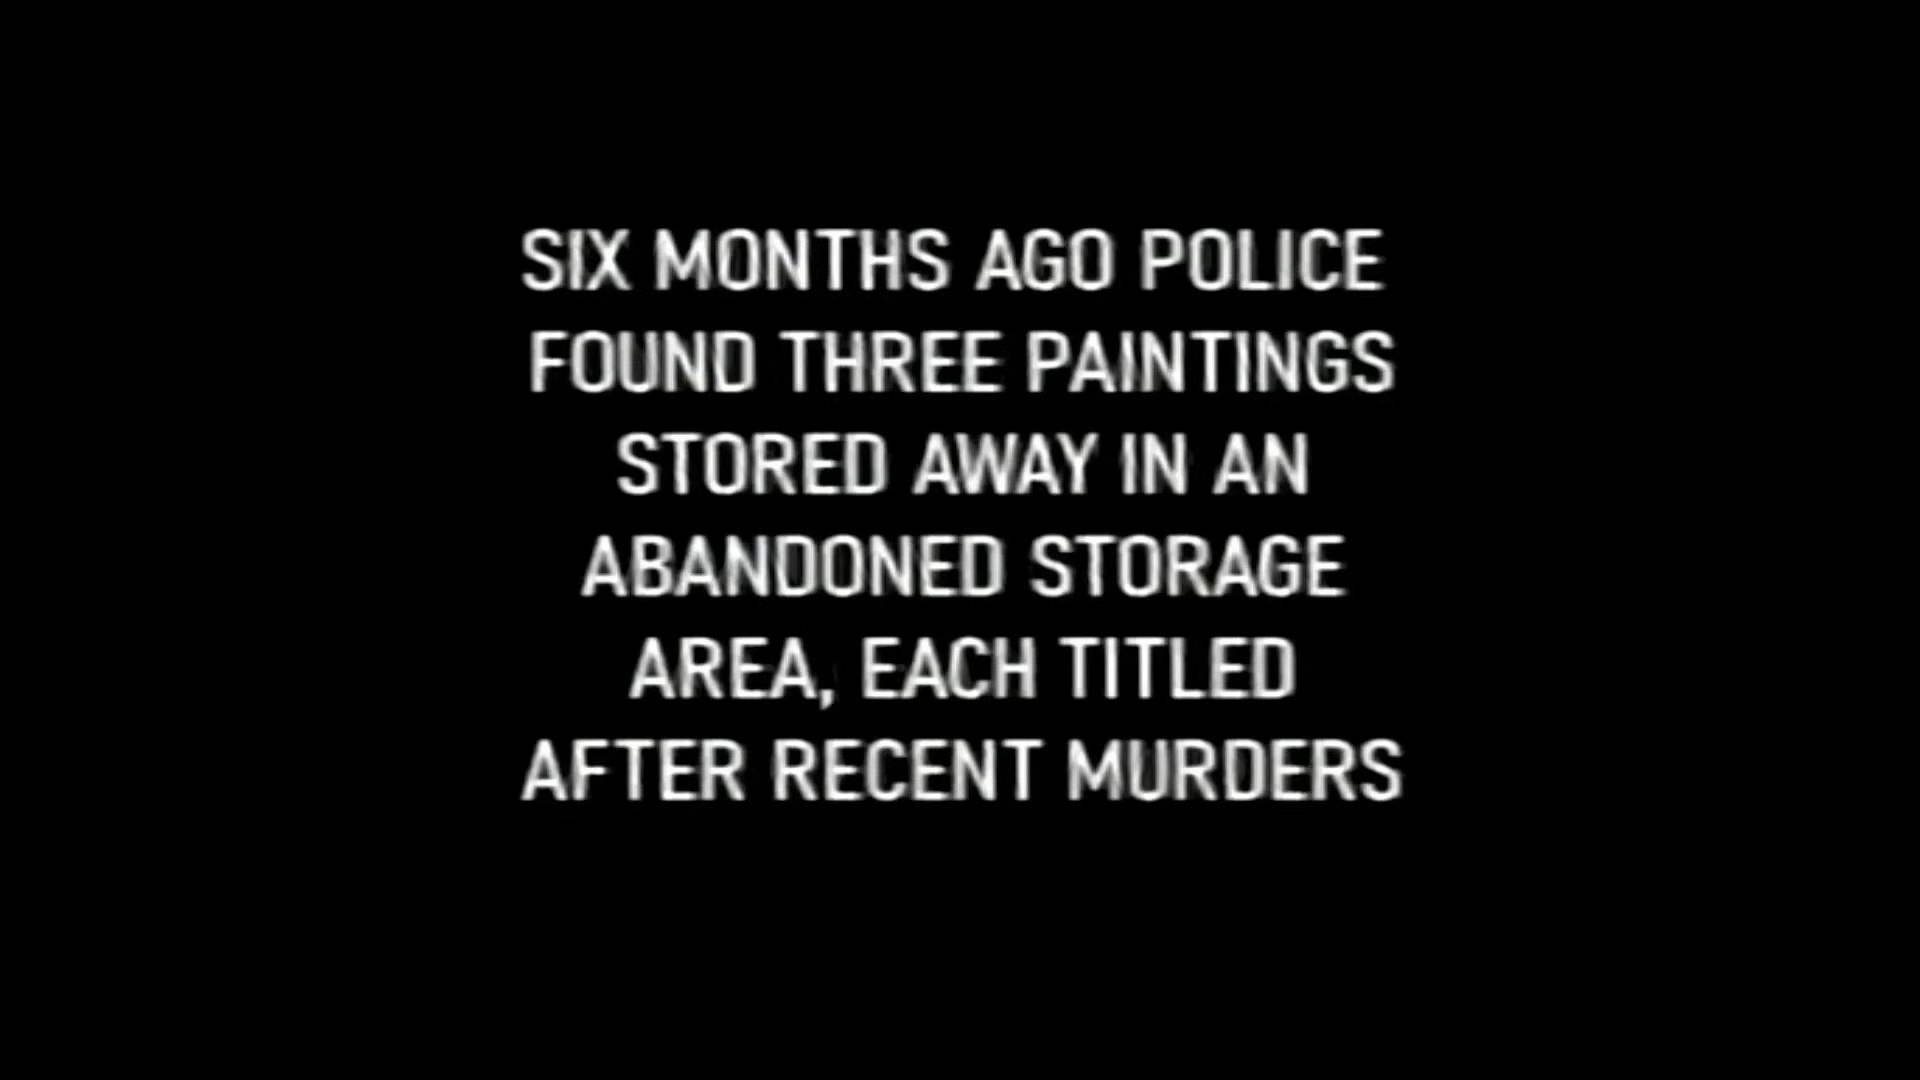 SIX MONTHS AGO POLICE
FOUND THREE PAINTINGS
STORED AWAY IN AN
ABANDONED STORAGE
AREA, EACH TITLED
AFTER RECENT MURDERS